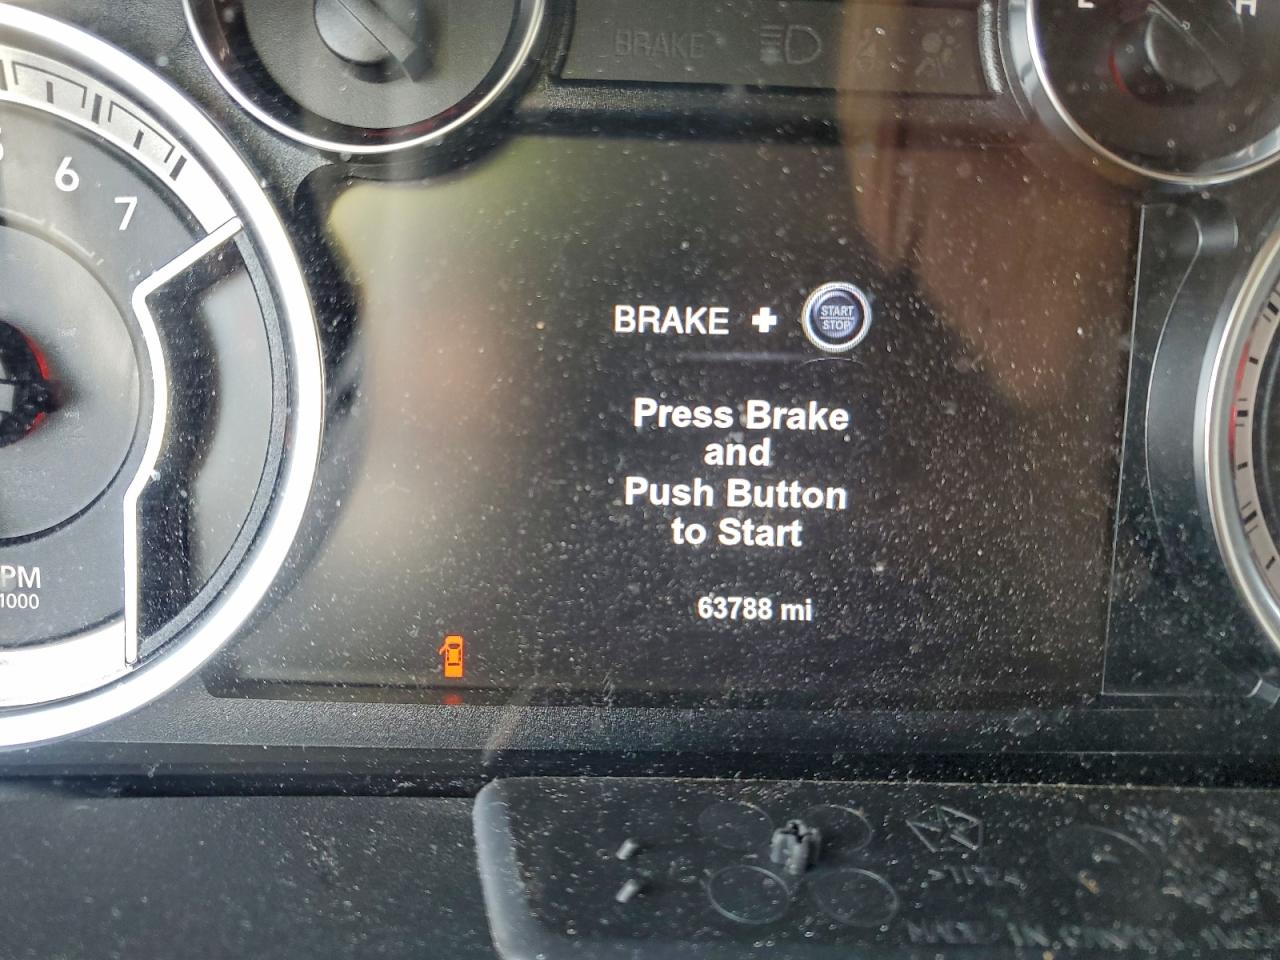 BRAKE
E
H
6
7
BRAKE + START STOP
Press Brake
and
Push Button
to Start
63788 mi
PM
1000